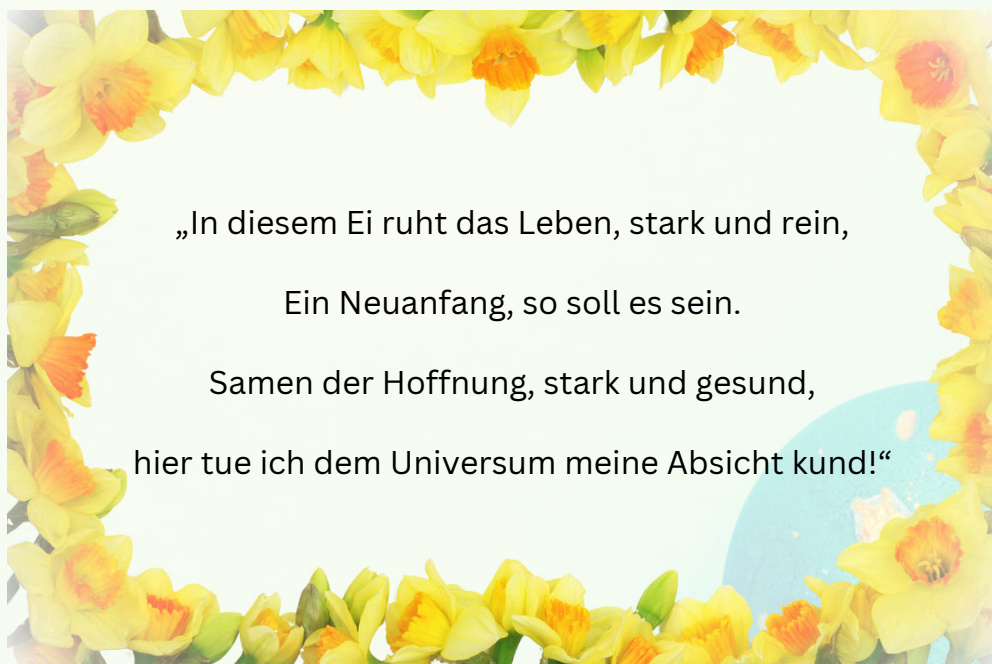 „In diesem Ei ruht das Leben, stark und rein,
Ein Neuanfang, so soll es sein.
Samen der Hoffnung, stark und gesund,
hier tue ich dem Universum meine Absicht kund!“